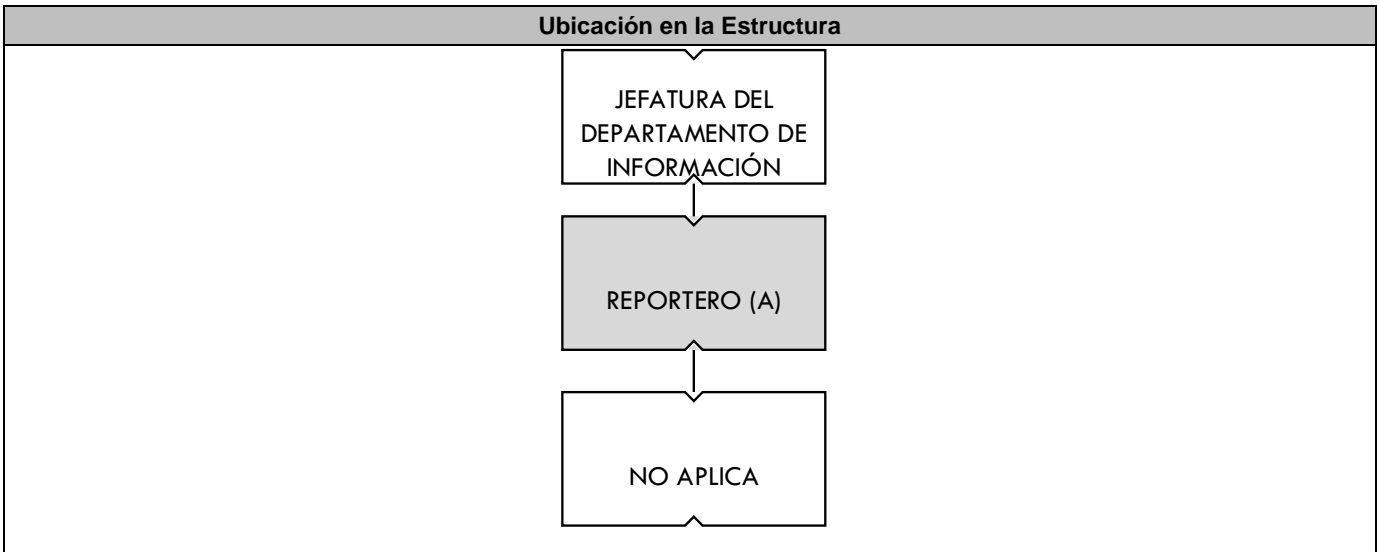 Ubicación en la Estructura
JEFATURA DEL
DEPARTAMENTO DE
INFORMACIÓN
REPORTERO (A)
NO APLICA